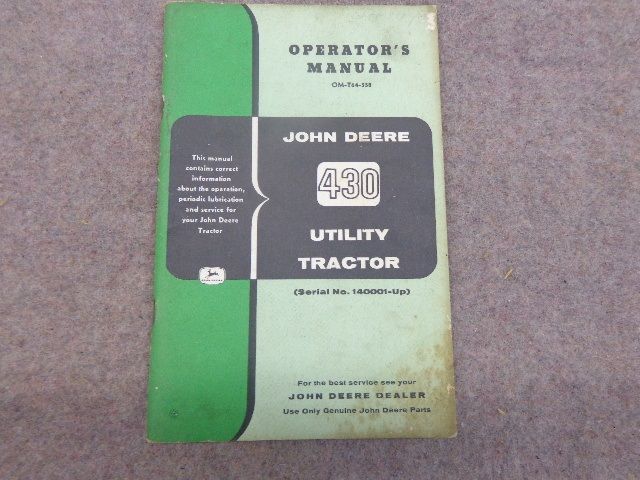 OPERATOR'S
MANUAL
OM-T64-558
This manual
contains correct
information
about the operation,
periodic lubrication
and service for
your John Deere
Tractor
JOHN DEERE
430
UTILITY
TRACTOR
(Serial No. 140001-Up)
For the best service see your
JOHN DEERE DEALER
Use Only Genuine John Deere Parts